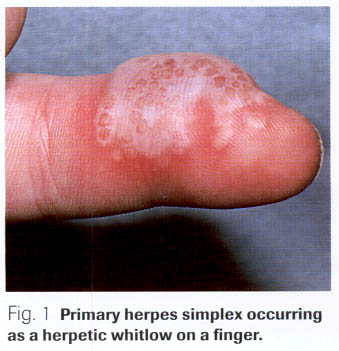 Fig. 1 Primary herpes simplex occurring
as a herpetic whitlow on a finger.